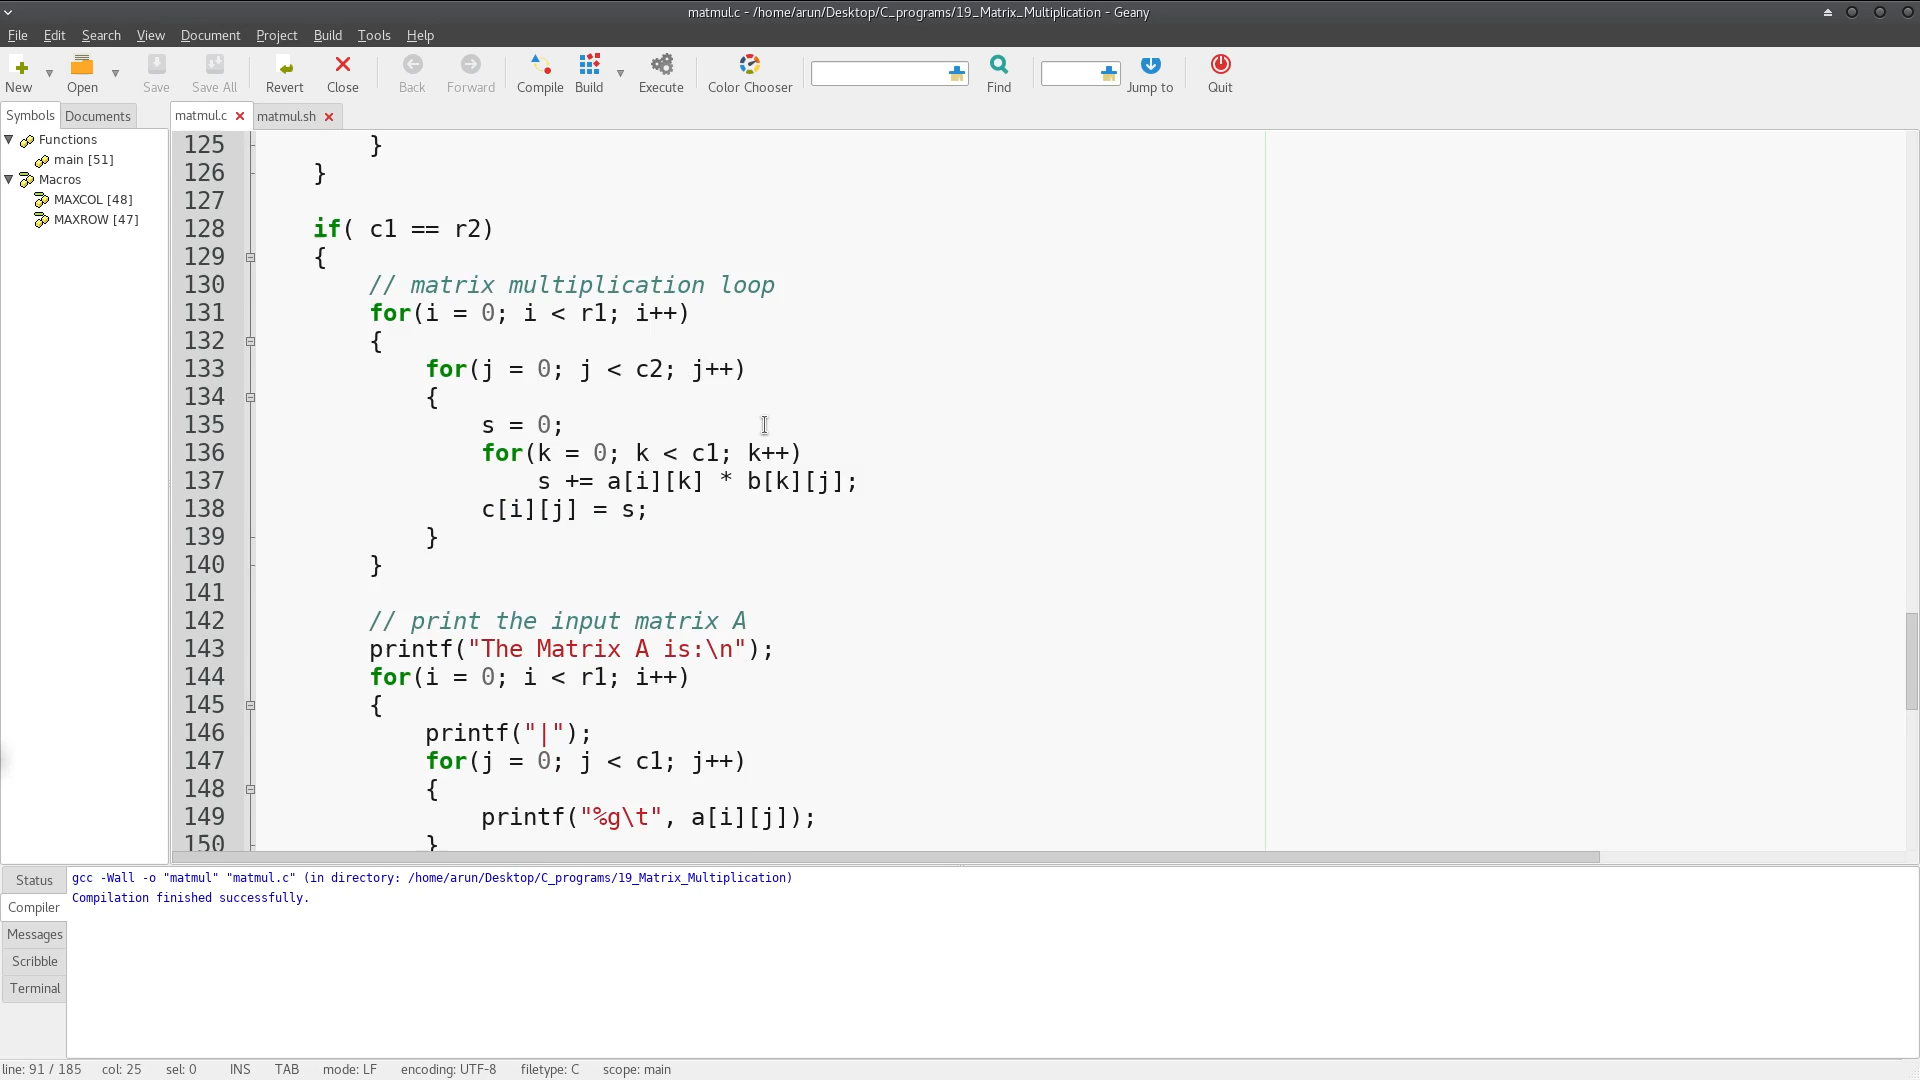 matmul.c - /home/arun/Desktop/C_programs/19_Matrix_Multiplication - Geany
File Edit Search View Document Project Build Tools Help
New Open Save Save All Revert Close Back Forward Compile Build Execute Color Chooser Find Jump to Quit
Symbols Documents matmul.c matmul.sh
Functions
main [51]
Macros
MAXCOL [48]
MAXROW [47]
125         }
126     }
127
128     if( c1 == r2)
129     {
130         // matrix multiplication loop
131         for(i = 0; i < r1; i++)
132         {
133             for(j = 0; j < c2; j++)
134             {
135                 s = 0;
136                 for(k = 0; k < c1; k++)
137                     s += a[i][k] * b[k][j];
138                 c[i][j] = s;
139             }
140         }
141
142         // print the input matrix A
143         printf("The Matrix A is:\n");
144         for(i = 0; i < r1; i++)
145         {
146             printf("|");
147             for(j = 0; j < c1; j++)
148             {
149                 printf("%g\t", a[i][j]);
150             }
Status
Compiler
Messages
Scribble
Terminal
gcc -Wall -o "matmul" "matmul.c" (in directory: /home/arun/Desktop/C_programs/19_Matrix_Multiplication)
Compilation finished successfully.
line: 91 / 185 col: 25 sel: 0 INS TAB mode: LF encoding: UTF-8 filetype: C scope: main